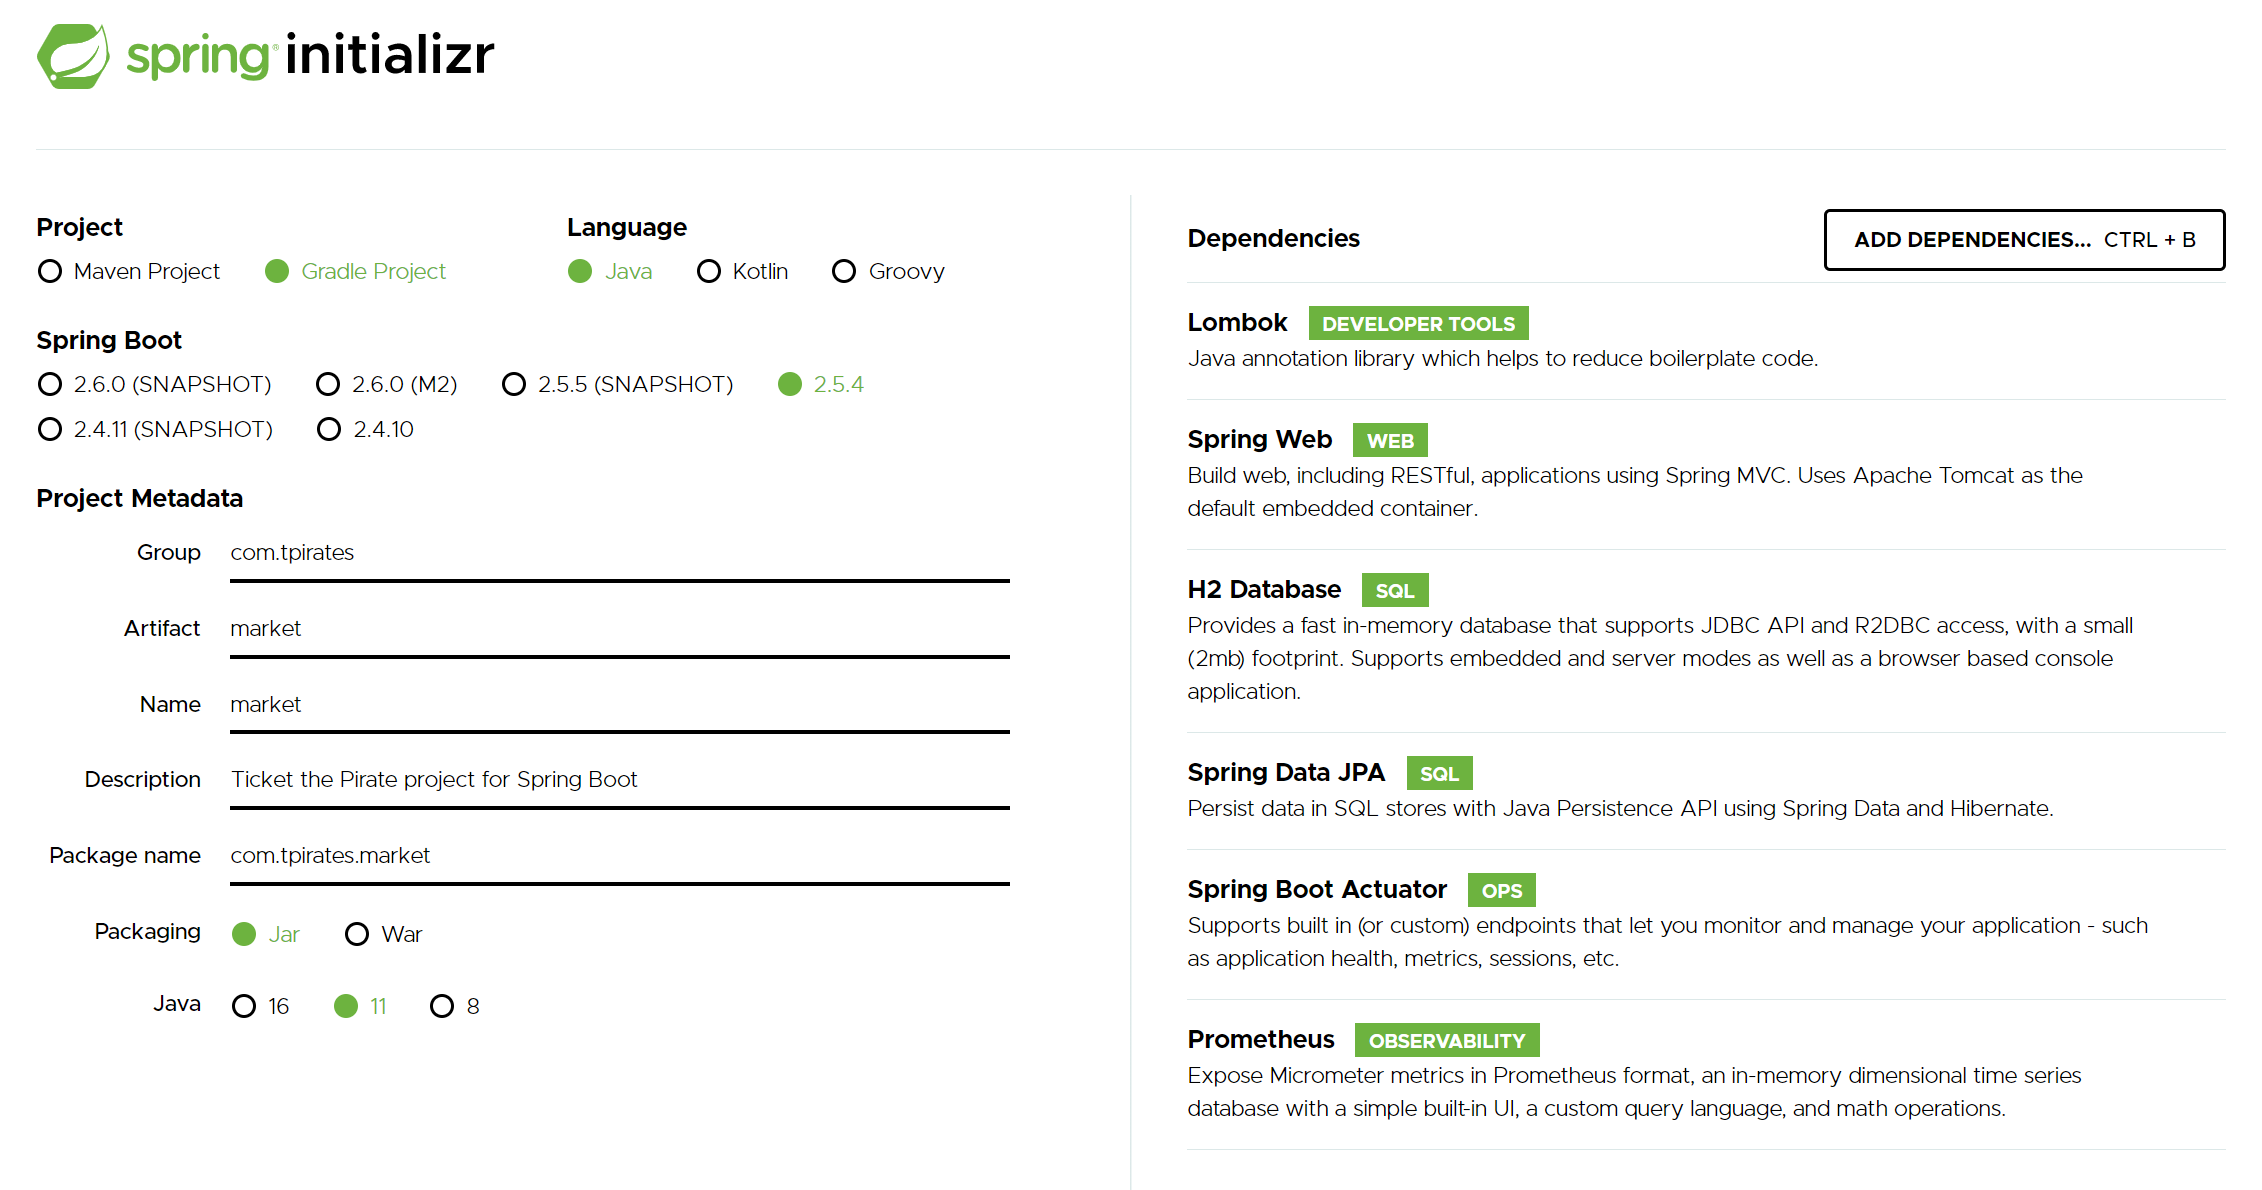 spring initializr
Project
Maven Project Gradle Project
Language
Java Kotlin Groovy
Spring Boot
2.6.0 (SNAPSHOT) 2.6.0 (M2) 2.5.5 (SNAPSHOT) 2.5.4
2.4.11 (SNAPSHOT) 2.4.10
Project Metadata
Group com.tpirates
Artifact market
Name market
Description Ticket the Pirate project for Spring Boot
Package name com.tpirates.market
Packaging Jar War
Java 16 11 8
Dependencies
ADD DEPENDENCIES... CTRL + B
Lombok DEVELOPER TOOLS
Java annotation library which helps to reduce boilerplate code.
Spring Web WEB
Build web, including RESTful, applications using Spring MVC. Uses Apache Tomcat as the
default embedded container.
H2 Database SQL
Provides a fast in-memory database that supports JDBC API and R2DBC access, with a small
(2mb) footprint. Supports embedded and server modes as well as a browser based console
application.
Spring Data JPA SQL
Persist data in SQL stores with Java Persistence API using Spring Data and Hibernate.
Spring Boot Actuator OPS
Supports built in (or custom) endpoints that let you monitor and manage your application - such
as application health, metrics, sessions, etc.
Prometheus OBSERVABILITY
Expose Micrometer metrics in Prometheus format, an in-memory dimensional time series
database with a simple built-in UI, a custom query language, and math operations.